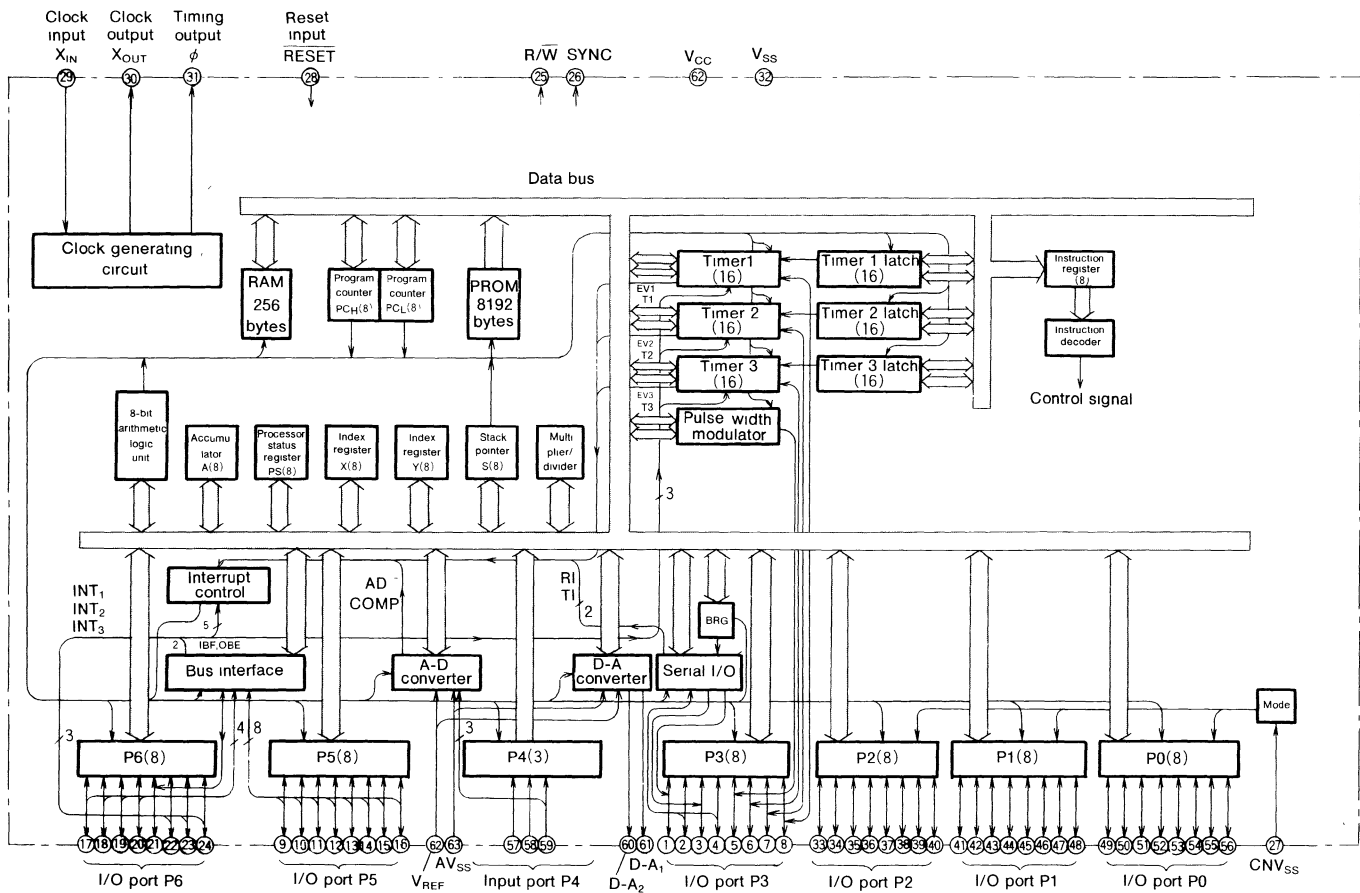 Clock input X_IN
Clock output X_OUT
Timing output φ
Reset input R̅E̅S̅E̅T̅
R/W̅ SYNC
V_CC
V_SS
29 30 31 28 25 26 62 32
Data bus
Clock generating circuit
RAM 256 bytes
Program counter PC_H(8)
Program counter PC_L(8)
PROM 8192 bytes
Timer1 (16)
Timer 1 latch (16)
Instruction register (8)
EV1
T1
Timer 2 (16)
Timer 2 latch (16)
Instruction decoder
EV2
T2
Timer 3 (16)
Timer 3 latch (16)
Control signal
EV3
T3
Pulse width modulator
8-bit arithmetic logic unit
Accumulator A(8)
Processor status register PS(8)
Index register X(8)
Index register Y(8)
Stack pointer S(8)
Multiplier/divider
3
Interrupt control
INT1
INT2
INT3
5
2
IBF,OBE
AD COMP
RI
TI
2
BRG
Bus interface
A-D converter
D-A converter
Serial I/O
Mode
3
4
8
3
P6(8)
P5(8)
P4(3)
P3(8)
P2(8)
P1(8)
P0(8)
17 18 19 20 21 22 23 24
9 10 11 12 13 14 15 16
62 63
57 58 59
60 61
1 2 3 4 5 6 7 8
33 34 35 36 37 38 39 40
41 42 43 44 45 46 47 48
49 50 51 52 53 54 55 56
27
I/O port P6
I/O port P5
V_REF
AV_SS
Input port P4
D-A2
D-A1
I/O port P3
I/O port P2
I/O port P1
I/O port P0
CNV_SS